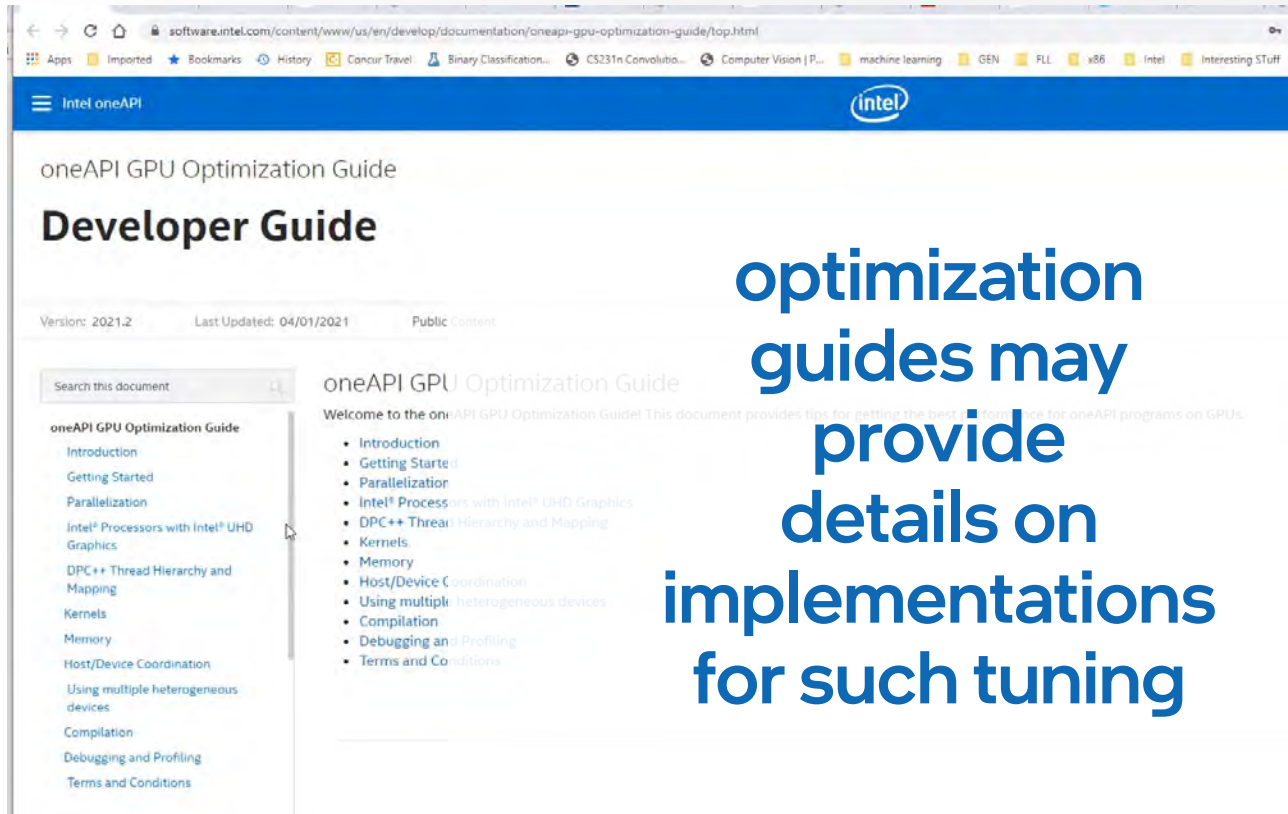 software.intel.com/content/www/us/en/develop/documentation/oneapi-gpu-optimization-guide/top.html
Apps Imported Bookmarks History Concur Travel Binary Classification... CS231n Convolutio... Computer Vision | P... machine learning GEN FLL x86 Intel Interesting STuff
Intel oneAPI
intel
oneAPI GPU Optimization Guide
Developer Guide
Version: 2021.2 Last Updated: 04/01/2021 Public Content
Search this document
oneAPI GPU Optimization Guide
Introduction
Getting Started
Parallelization
Intel® Processors with Intel® UHD
Graphics
DPC++ Thread Hierarchy and
Mapping
Kernels
Memory
Host/Device Coordination
Using multiple heterogeneous
devices
Compilation
Debugging and Profiling
Terms and Conditions
oneAPI GPU Optimization Guide
Welcome to the oneAPI GPU Optimization Guide! This document provides tips for getting the best performance for oneAPI programs on GPUs.
• Introduction
• Getting Started
• Parallelization
• Intel® Processors with Intel® UHD Graphics
• DPC++ Thread Hierarchy and Mapping
• Kernels
• Memory
• Host/Device Coordination
• Using multiple heterogeneous devices
• Compilation
• Debugging and Profiling
• Terms and Conditions
optimization
guides may
provide
details on
implementations
for such tuning